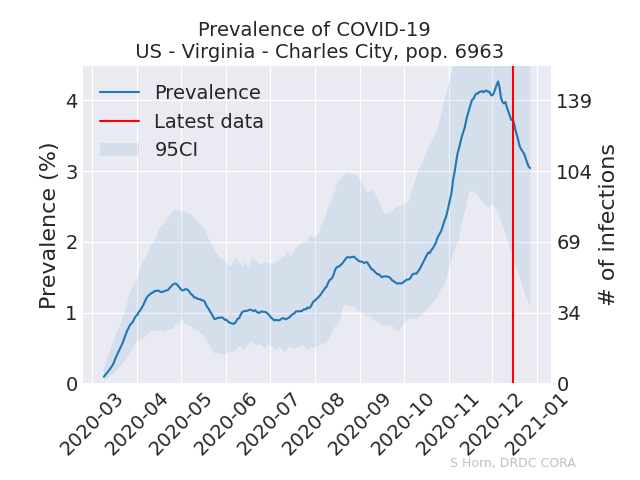 Prevalence of COVID-19
US - Virginia - Charles City, pop. 6963
Prevalence
Latest data
95CI
Prevalence (%)
4
3
2
1
0
139
104
69
34
0
# of infections
2020-03
2020-04
2020-05
2020-06
2020-07
2020-08
2020-09
2020-10
2020-11
2020-12
2021-01
S Horn, DRDC CORA